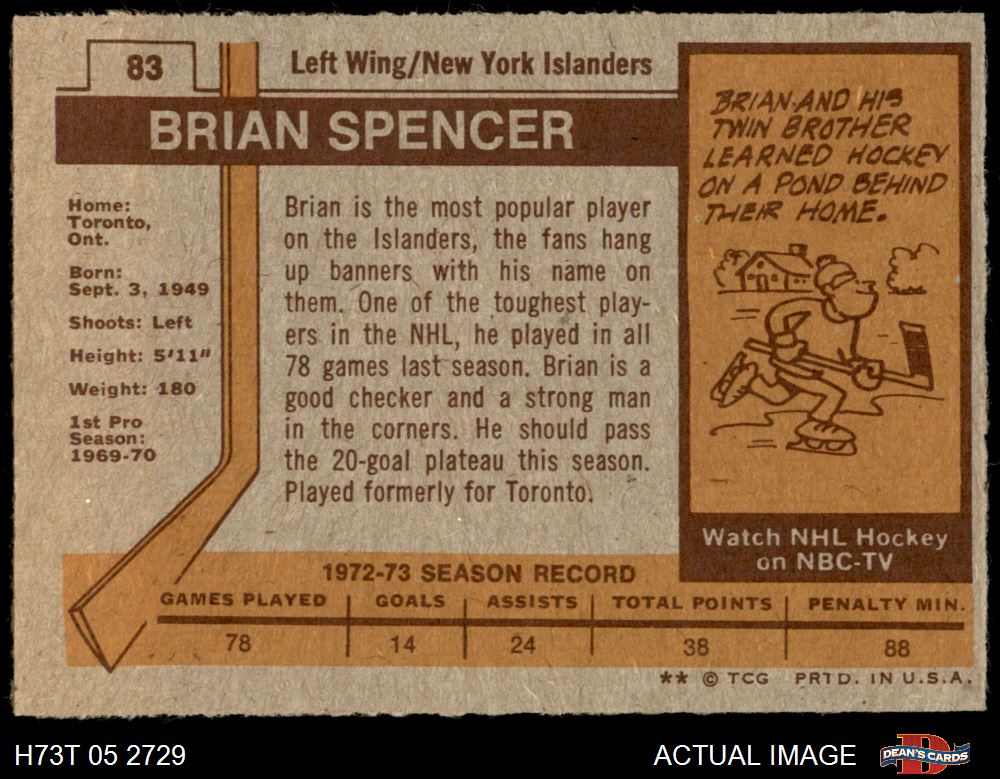 83
Left Wing/New York Islanders
BRIAN SPENCER
Home:
Toronto,
Ont.
Born:
Sept. 3, 1949
Shoots: Left
Height: 5'11"
Weight: 180
1st Pro
Season:
1969-70
Brian is the most popular player
on the Islanders, the fans hang
up banners with his name on
them. One of the toughest play-
ers in the NHL, he played in all
78 games last season. Brian is a
good checker and a strong man
in the corners. He should pass
the 20-goal plateau this season.
Played formerly for Toronto.
BRIAN AND HIS
TWIN BROTHER
LEARNED HOCKEY
ON A POND BEHIND
THEIR HOME.
Watch NHL Hockey
on NBC-TV
1972-73 SEASON RECORD
GAMES PLAYED GOALS ASSISTS TOTAL POINTS PENALTY MIN.
78 14 24 38 88
** © TCG PRTD. IN U.S.A.
H73T 05 2729
ACTUAL IMAGE
DEAN'S CARDS